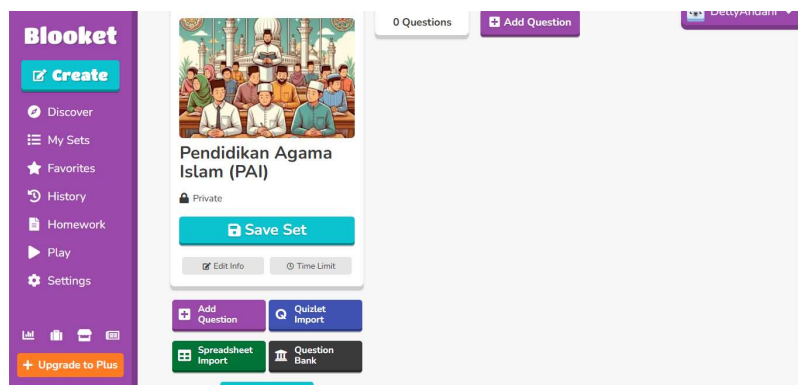 Blooket
Create
Discover
My Sets
Favorites
History
Homework
Play
Settings
Upgrade to Plus
Pendidikan Agama
Islam (PAI)
Private
Save Set
Edit Info
Time Limit
Add
Question
Quizlet
Import
Spreadsheet
Import
Question
Bank
0 Questions
Add Question
DettyAndani